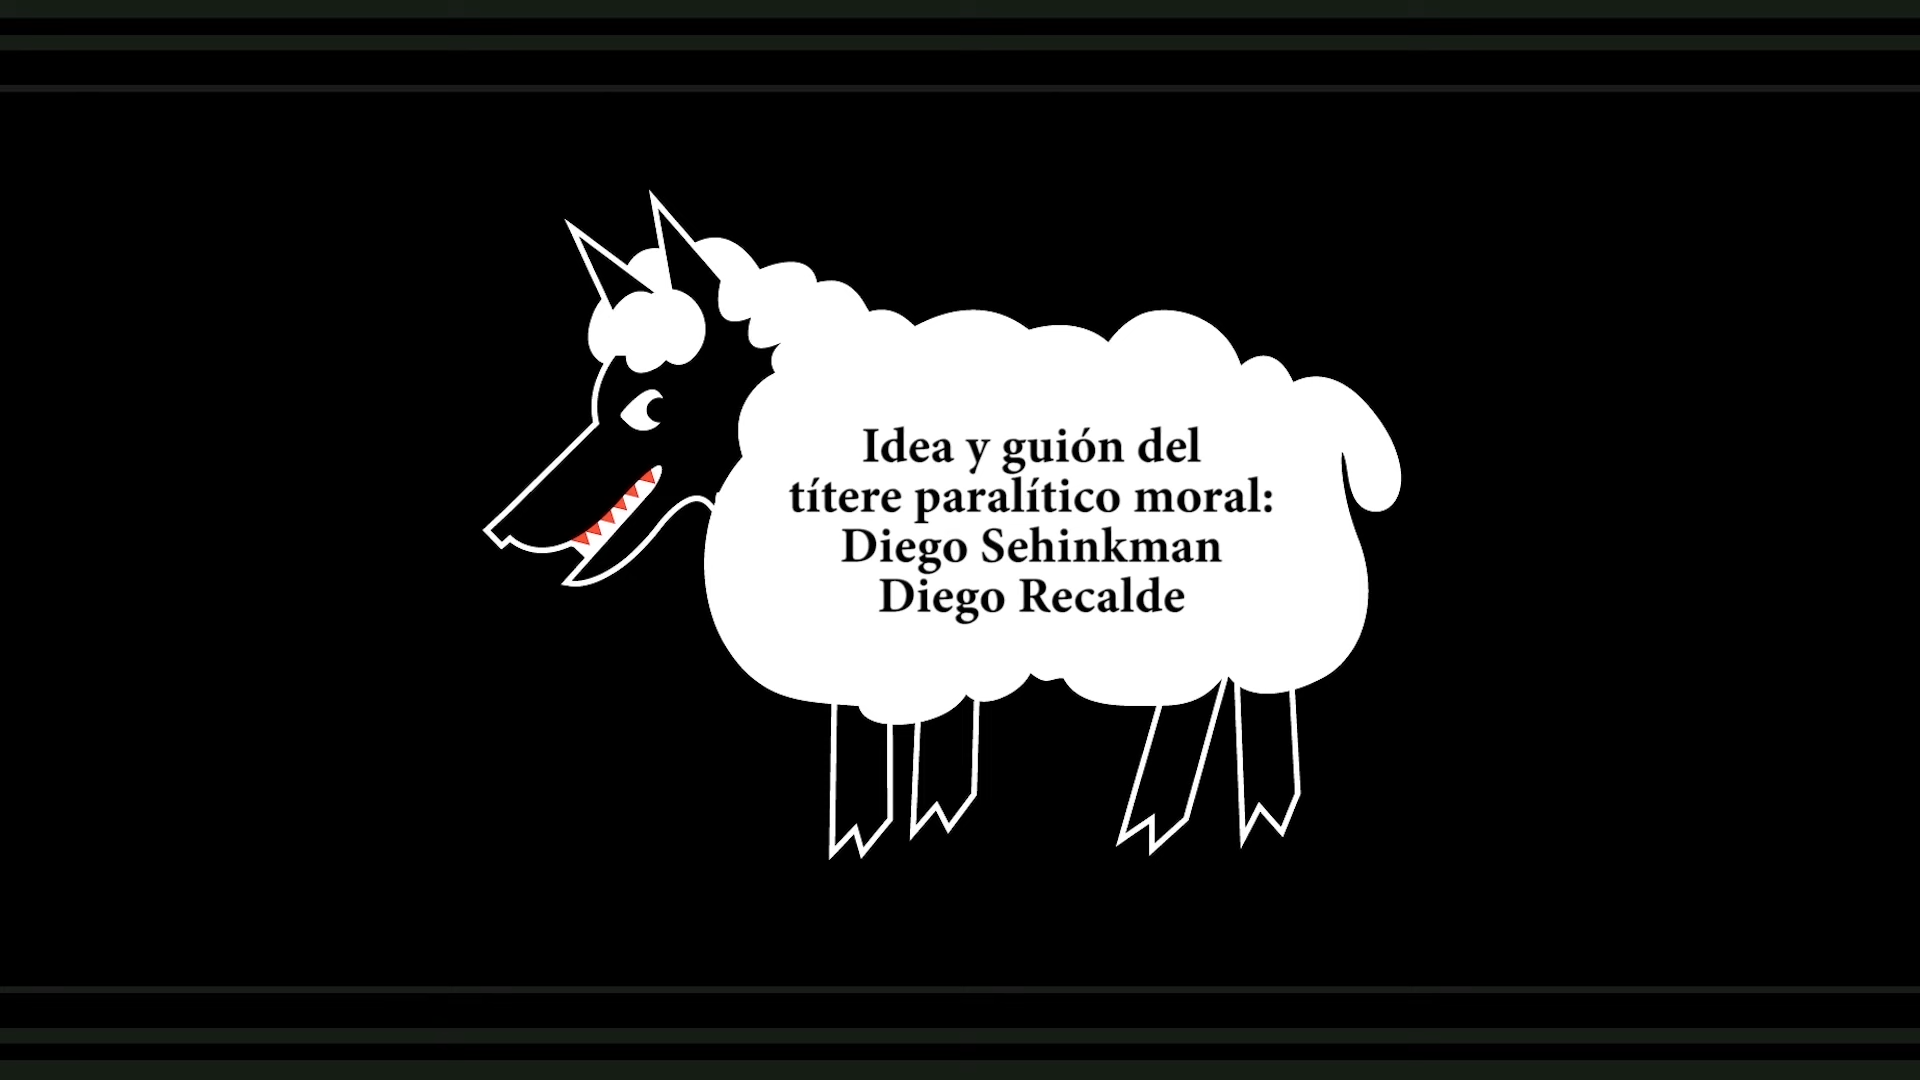 Idea y guión del
títere paralítico moral:
Diego Sehinkman
Diego Recalde